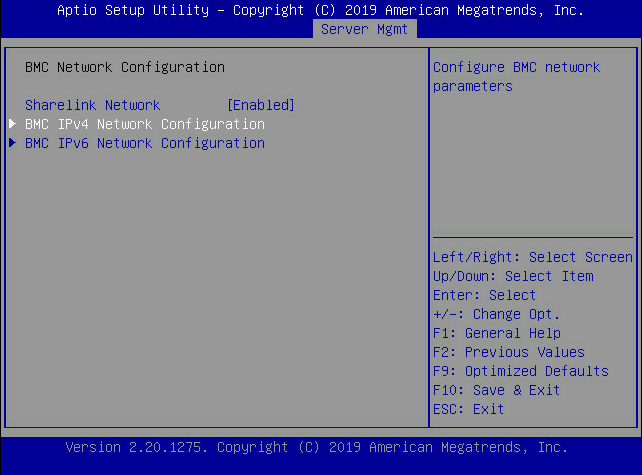 Aptio Setup Utility – Copyright (C) 2019 American Megatrends, Inc.
Server Mgmt
BMC Network Configuration
Sharelink Network [Enabled]
BMC IPv4 Network Configuration
BMC IPv6 Network Configuration
Configure BMC network
parameters
Left/Right: Select Screen
Up/Down: Select Item
Enter: Select
+/-: Change Opt.
F1: General Help
F2: Previous Values
F9: Optimized Defaults
F10: Save & Exit
ESC: Exit
Version 2.20.1275. Copyright (C) 2019 American Megatrends, Inc.